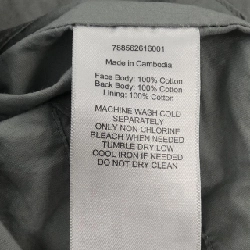 788582610001
Made in Cambodia
Face Body: 100% Cotton
Back Body: 100% Cotton
Lining: 100% Cotton
MACHINE WASH COLD
SEPARATELY
ONLY NON-CHLORINE
BLEACH WHEN NEEDED
TUMBLE DRY LOW
COOL IRON IF NEEDED
DO NOT DRY CLEAN